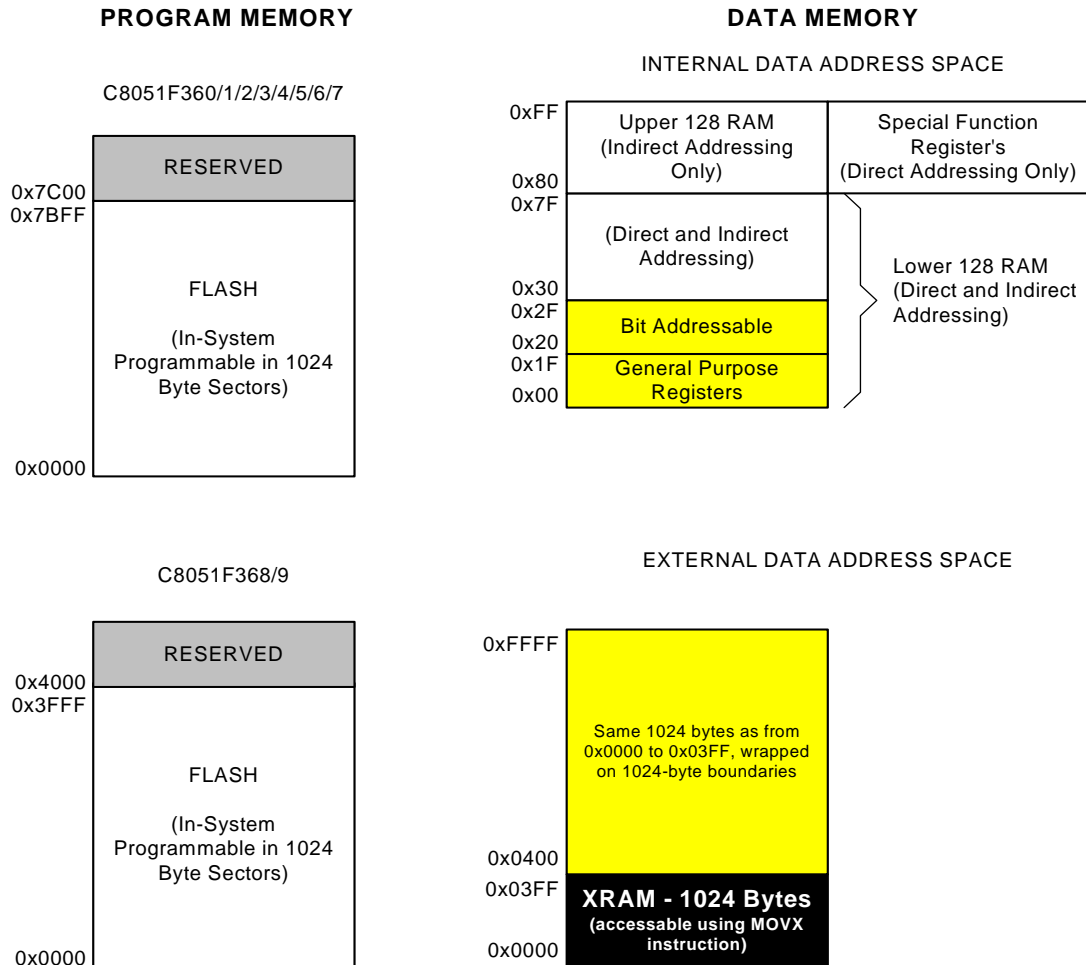 PROGRAM MEMORY
C8051F360/1/2/3/4/5/6/7
RESERVED
0x7C00
0x7BFF
FLASH
(In-System
Programmable in 1024
Byte Sectors)
0x0000
C8051F368/9
RESERVED
0x4000
0x3FFF
FLASH
(In-System
Programmable in 1024
Byte Sectors)
0x0000
DATA MEMORY
INTERNAL DATA ADDRESS SPACE
0xFF
Upper 128 RAM
(Indirect Addressing
Only)
Special Function
Register's
(Direct Addressing Only)
0x80
0x7F
(Direct and Indirect
Addressing)
Lower 128 RAM
(Direct and Indirect
Addressing)
0x30
0x2F
Bit Addressable
0x20
0x1F
General Purpose
Registers
0x00
EXTERNAL DATA ADDRESS SPACE
0xFFFF
Same 1024 bytes as from
0x0000 to 0x03FF, wrapped
on 1024-byte boundaries
0x0400
0x03FF
XRAM - 1024 Bytes
(accessable using MOVX
instruction)
0x0000